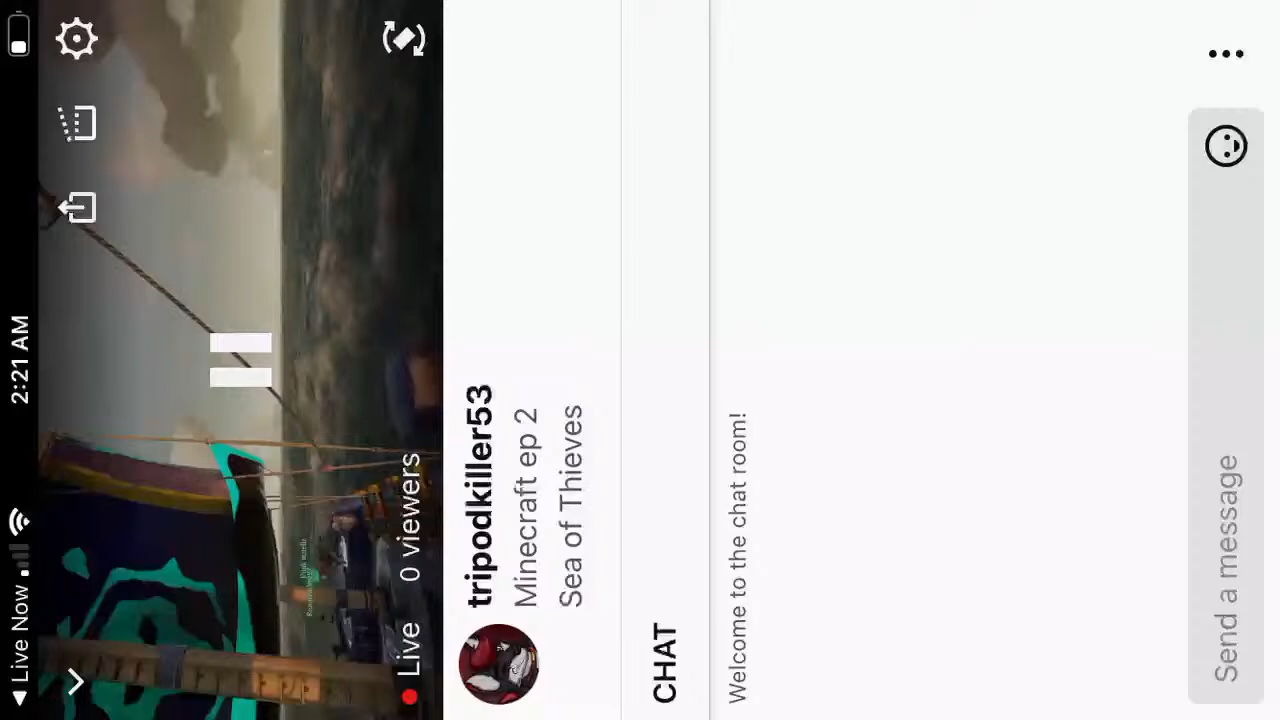 Live Now
2:21 AM
Live 0 viewers
tripodkiller53
Minecraft ep 2
Sea of Thieves
CHAT
Welcome to the chat room!
Send a message